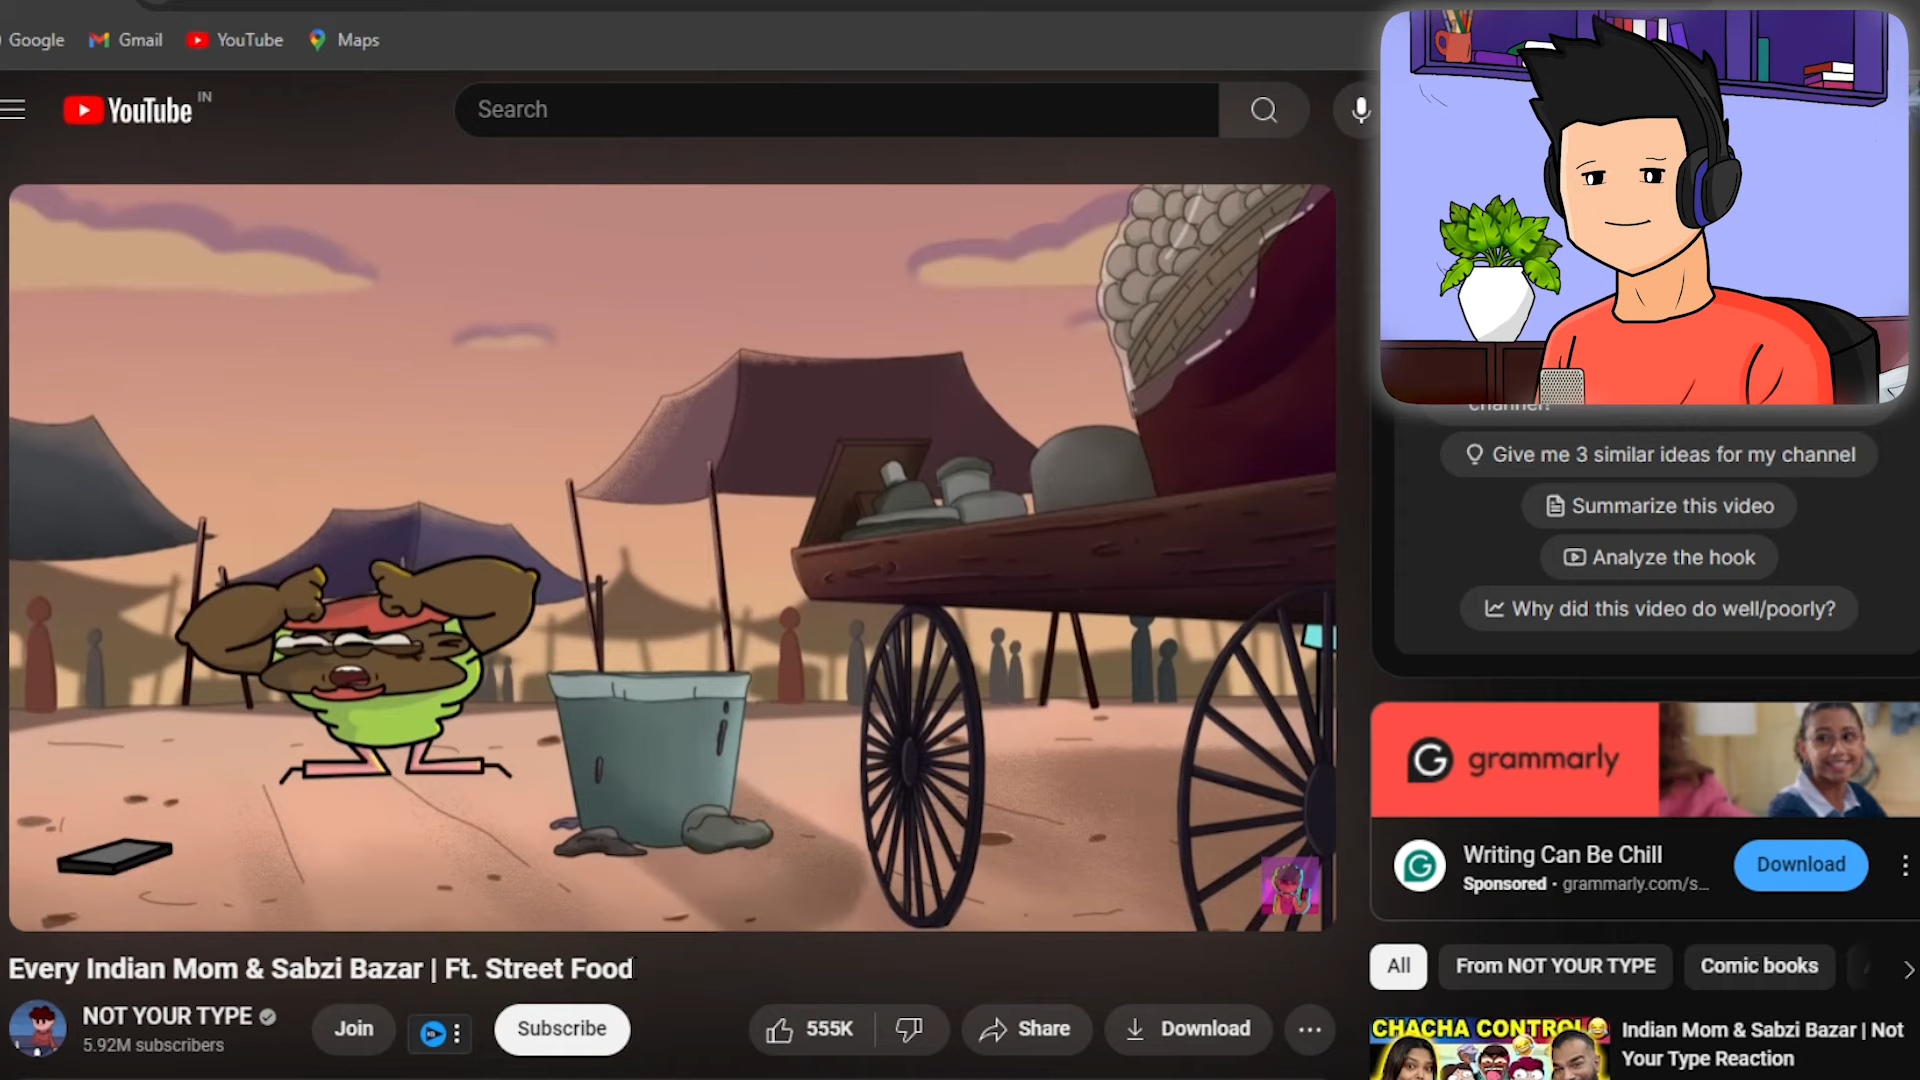 Google
Gmail
YouTube
Maps
YouTube IN
Search
channel!
Give me 3 similar ideas for my channel
Summarize this video
Analyze the hook
Why did this video do well/poorly?
G grammarly
Writing Can Be Chill
Sponsored · grammarly.com/s...
Download
Every Indian Mom & Sabzi Bazar | Ft. Street Food
NOT YOUR TYPE
5.92M subscribers
Join
Subscribe
555K
Share
Download
All
From NOT YOUR TYPE
Comic books
CHACHA CONTROL
Indian Mom & Sabzi Bazar | Not
Your Type Reaction